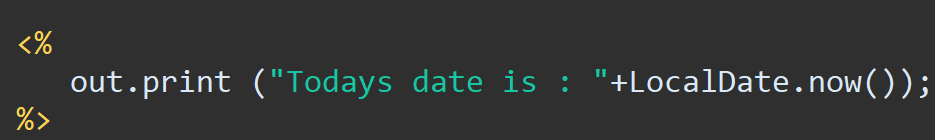 <%
out.print ("Todays date is : "+LocalDate.now());
%>